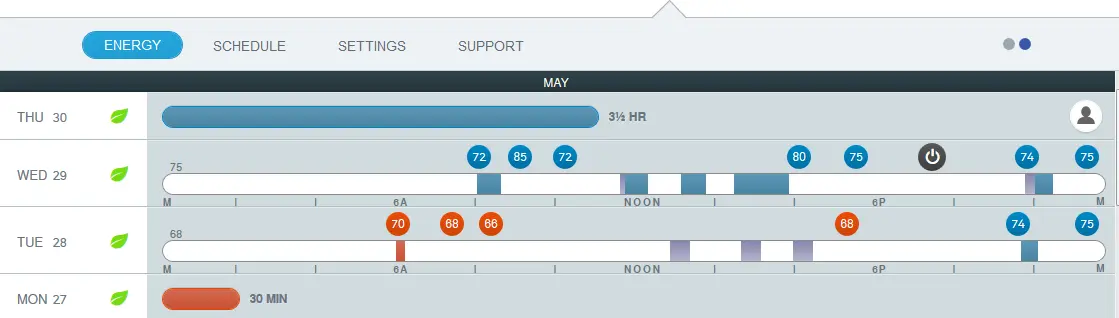 ENERGY SCHEDULE SETTINGS SUPPORT
MAY
THU 30 3½ HR
WED 29 75 72 85 72 80 75 74 75
M 6A NOON 6P M
TUE 28 68 70 68 66 68 74 75
M 6A NOON 6P M
MON 27 30 MIN